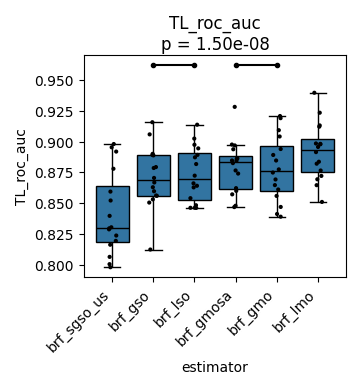 TL_roc_auc
p = 1.50e-08
0.950
0.925
0.900
0.875
0.850
0.825
0.800
TL_roc_auc
brf_sgso_us
brf_gso
brf_lso
brf_gmosa
brf_gmo
brf_lmo
estimator